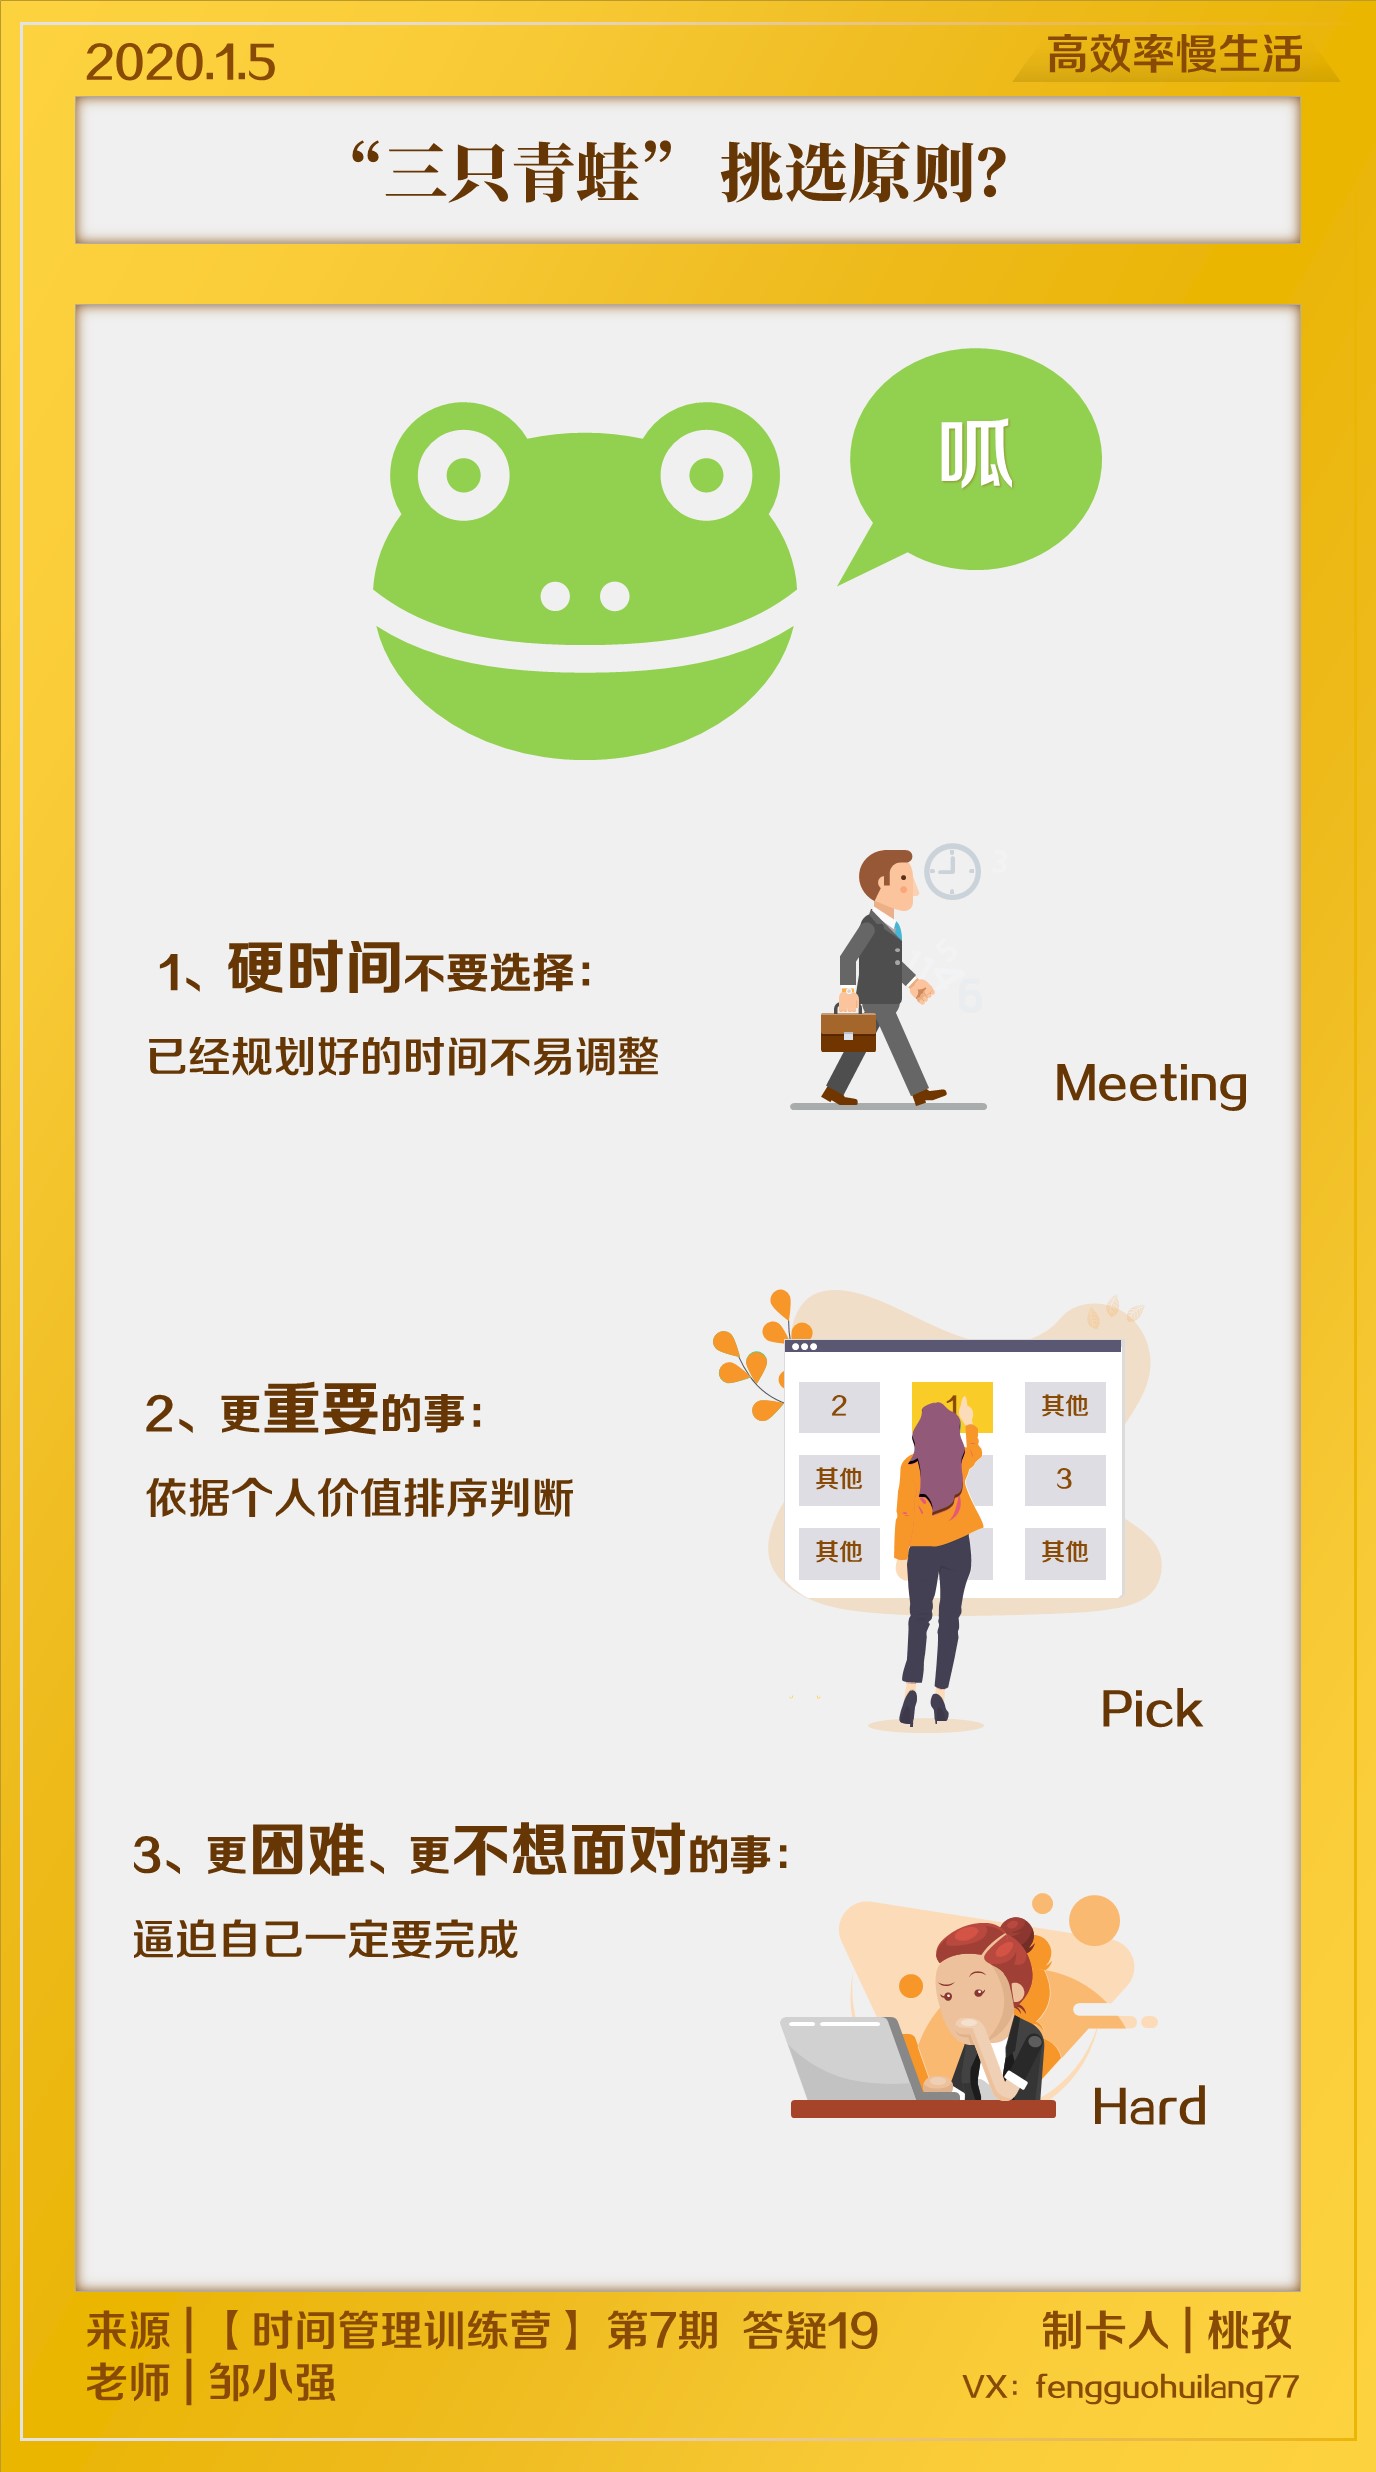 2020.1.5
高效率慢生活
“三只青蛙” 挑选原则?
呱
3
6
1、硬时间不要选择：
已经规划好的时间不易调整
Meeting
2 1 其他
2、更重要的事：
其他 3
依据个人价值排序判断
其他 其他
Pick
3、更困难、更不想面对的事：
逼迫自己一定要完成
Hard
来源|【时间管理训练营】第7期 答疑19
制卡人|桃孜
老师|邹小强
VX：fengguohuilang77